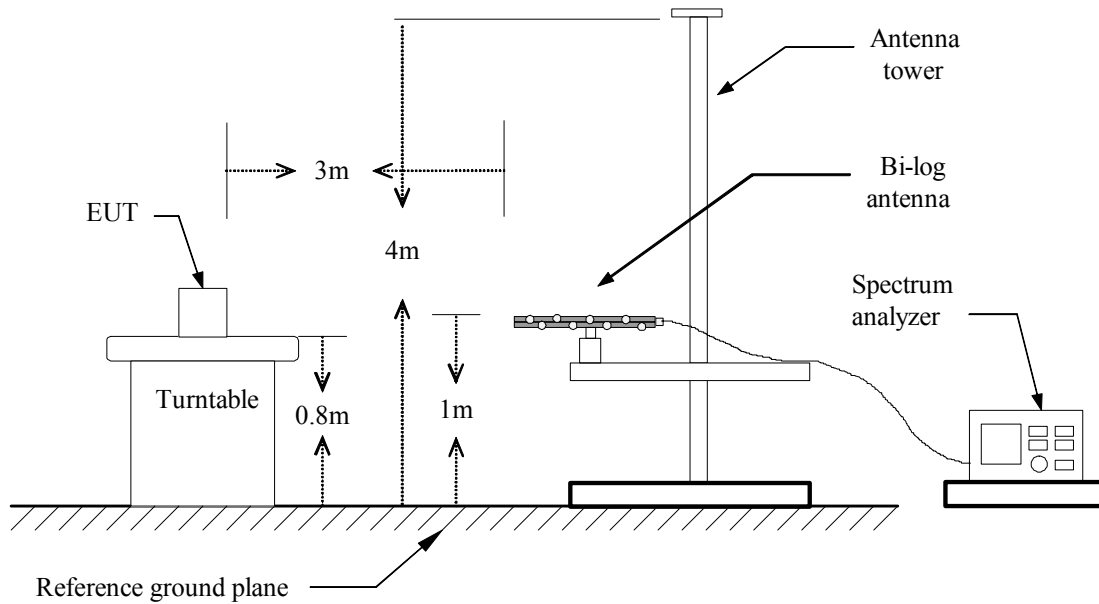 Antenna
tower
3m
Bi-log
antenna
EUT
4m
Spectrum
analyzer
Turntable
0.8m
1m
Reference ground plane